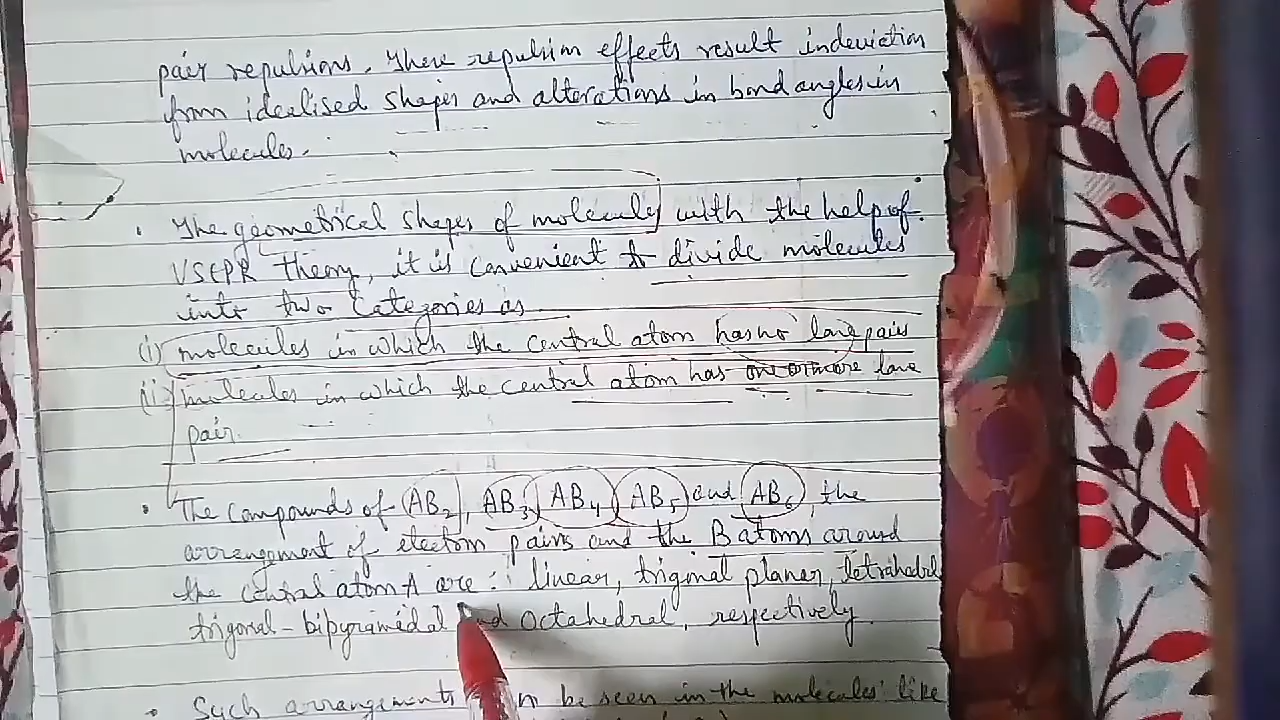 pair repulsions. These repulsion effects result in deviation
from idealised shapes and alterations in bond angles in
molecules.
• The geometrical shapes of molecules with the help of
VSEPR theory, it is convenient to divide molecules
into two categories as
(i) molecules in which the central atom has no lone pairs
(ii) molecules in which the central atom has one or more lone
pair.
• The compounds of AB2, AB3, AB4, AB5 and AB6, the
arrangement of electron pairs and the B atoms around
the central atom A are : linear, trigonal planar, tetrahedral
trigonal-bipyramidal and octahedral, respectively.
• Such arrangements can be seen in the molecules like